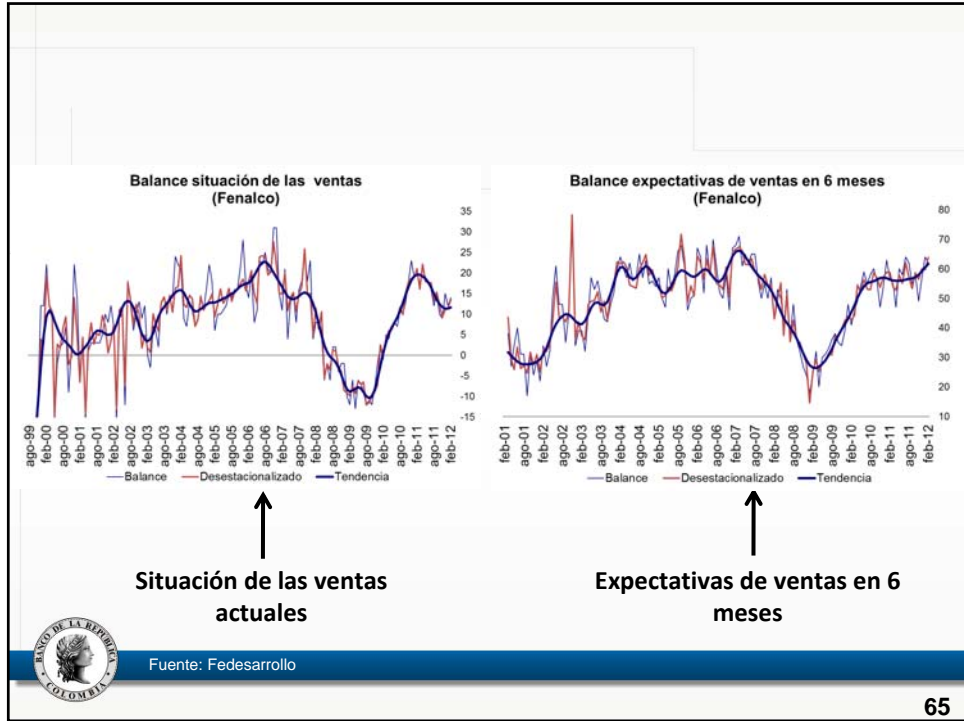 Balance situación de las ventas
(Fenalco)
35
30
25
20
15
10
5
0
-5
-10
-15
ago-99
feb-00
ago-00
feb-01
ago-01
feb-02
ago-02
feb-03
ago-03
feb-04
ago-04
feb-05
ago-05
feb-06
ago-06
feb-07
ago-07
feb-08
ago-08
feb-09
ago-09
feb-10
ago-10
feb-11
ago-11
feb-12
Balance Desestacionalizado Tendencia
Balance expectativas de ventas en 6 meses
(Fenalco)
80
70
60
50
40
30
20
10
feb-01
ago-01
feb-02
ago-02
feb-03
ago-03
feb-04
ago-04
feb-05
ago-05
feb-06
ago-06
feb-07
ago-07
feb-08
ago-08
feb-09
ago-09
feb-10
ago-10
feb-11
ago-11
feb-12
Balance Desestacionalizado Tendencia
Situación de las ventas
actuales
Expectativas de ventas en 6
meses
BANCO DE LA REPÚBLICA
COLOMBIA
Fuente: Fedesarrollo
65